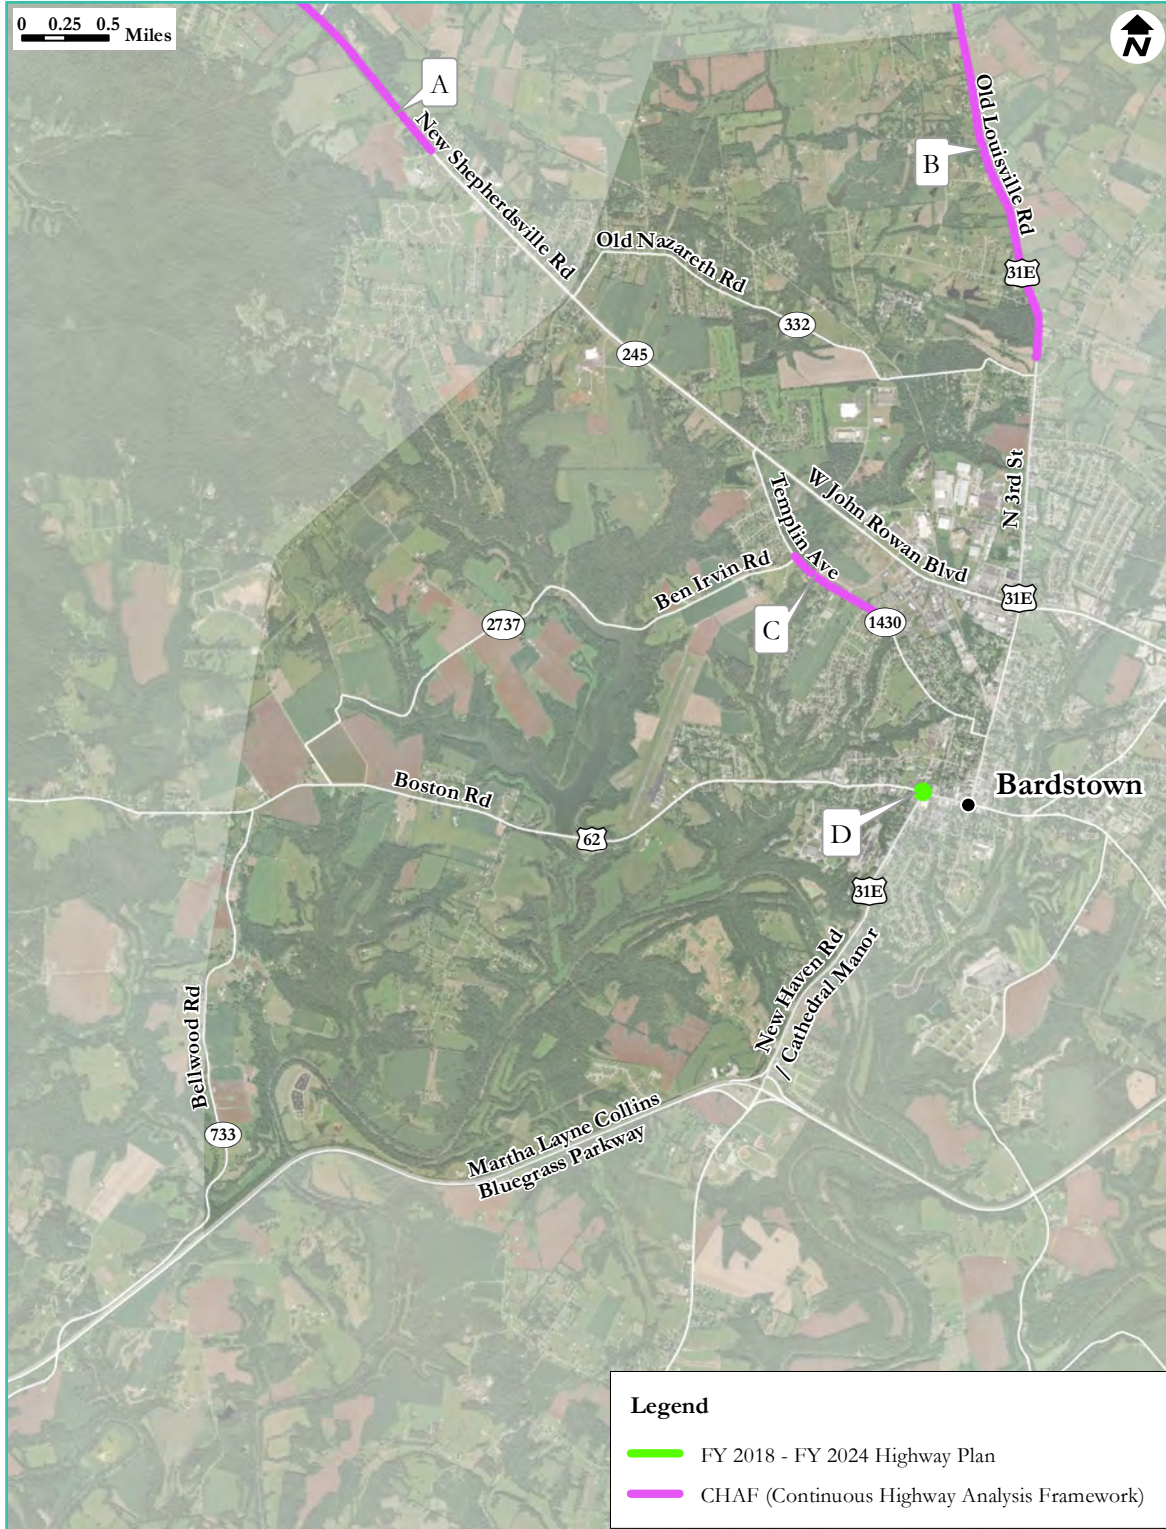 0 0.25 0.5
Miles
N
A
New Shepherdsville Rd
Old Louisville Rd
B
Old Nazareth Rd
31E
332
245
N 3rd St
Templin Ave
W John Rowan Blvd
Ben Irvin Rd
31E
2737
C
1430
Boston Rd
Bardstown
62
D
31E
New Haven Rd
/ Cathedral Manor
Bellwood Rd
733
Martha Layne Collins
Bluegrass Parkway
Legend
FY 2018 - FY 2024 Highway Plan
CHAF (Continuous Highway Analysis Framework)